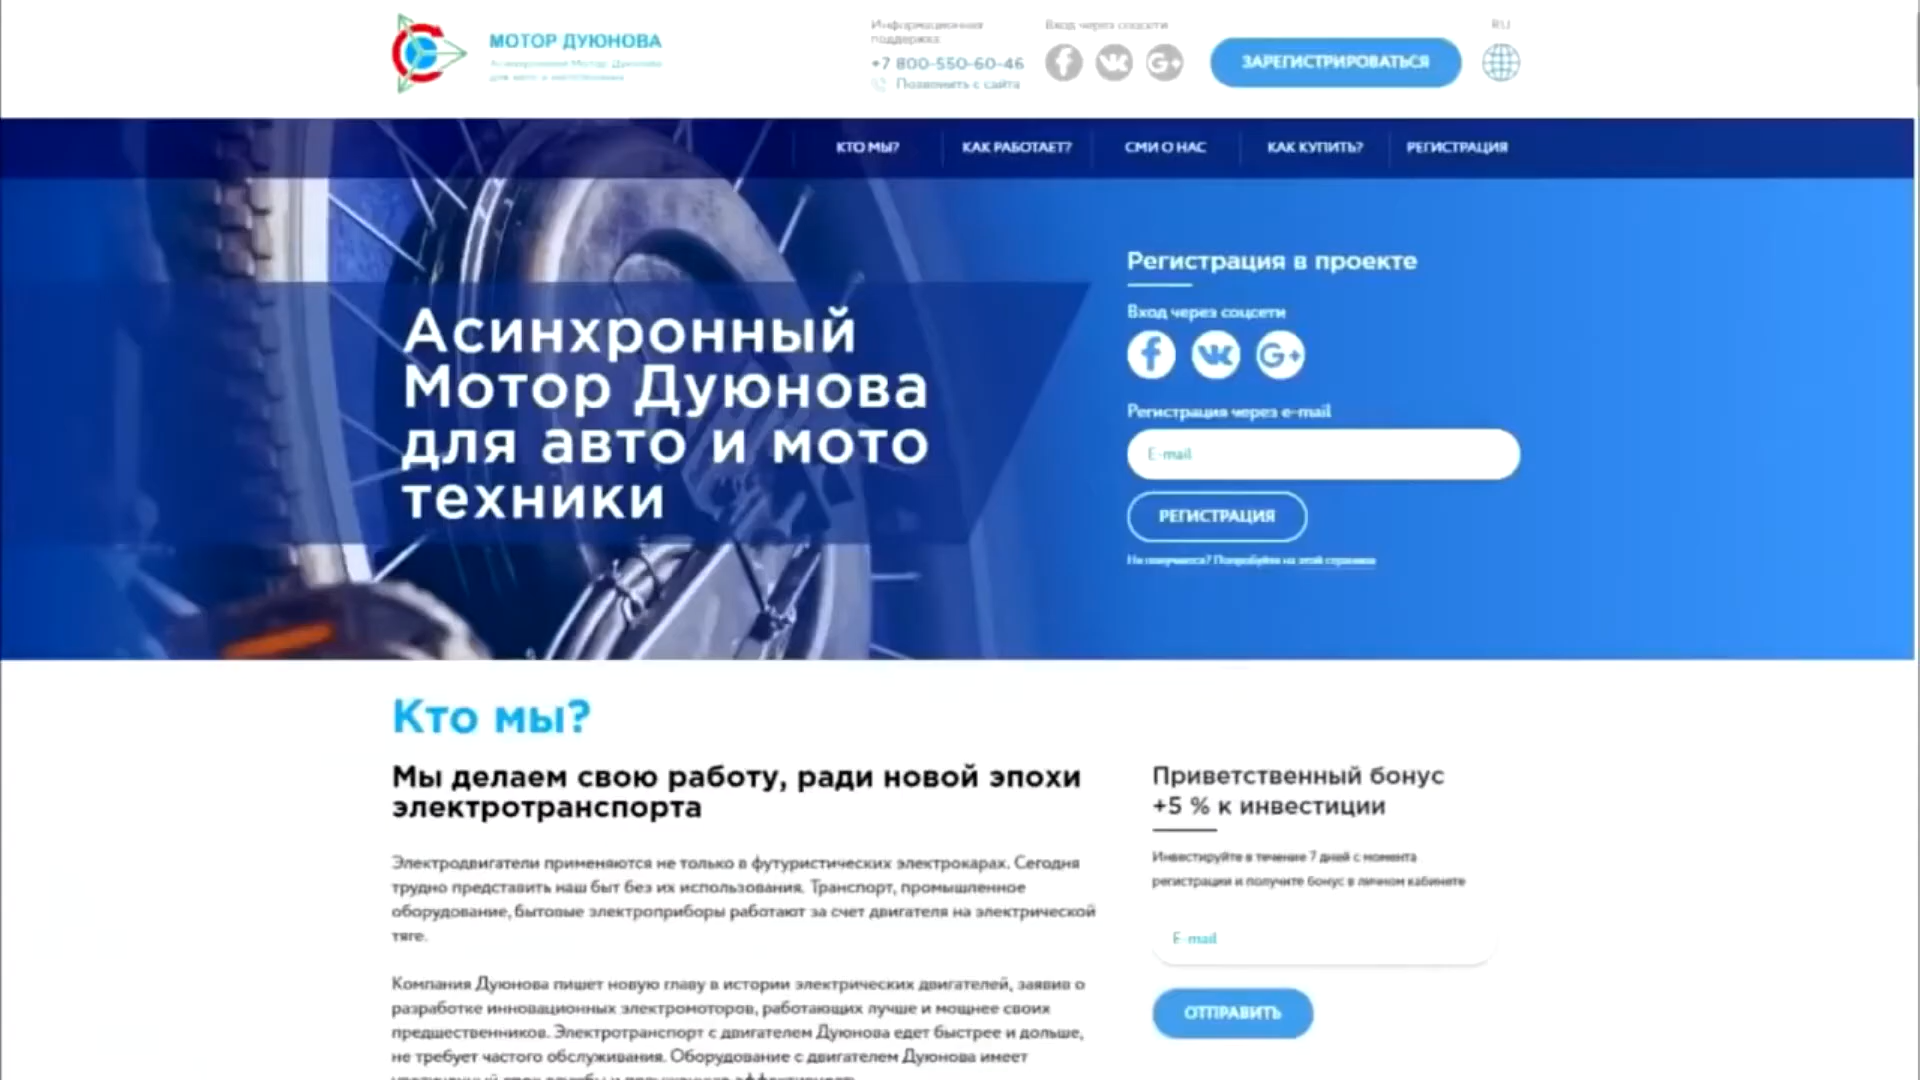 МОТОР ДУЮНОВА
Асинхронный Мотор Дуюнова
для авто и мототехники
Информационная
поддержка:
+7 800-550-60-46
Позвонить с сайта
Вход через соцсети
ЗАРЕГИСТРИРОВАТЬСЯ
RU
КТО МЫ?
КАК РАБОТАЕТ?
СМИ О НАС
КАК КУПИТЬ?
РЕГИСТРАЦИЯ
Асинхронный
Мотор Дуюнова
для авто и мото
техники
Регистрация в проекте
Вход через соцсети
Регистрация через e-mail
E-mail
РЕГИСТРАЦИЯ
Не получается? Попробуйте на этой странице
Кто мы?
Мы делаем свою работу, ради новой эпохи
электротранспорта
Электродвигатели применяются не только в футуристических электрокарах. Сегодня
трудно представить наш быт без их использования. Транспорт, промышленное
оборудование, бытовые электроприборы работают за счет двигателя на электрической
тяге.
Компания Дуюнова пишет новую главу в истории электрических двигателей, заявив о
разработке инновационных электромоторов, работающих лучше и мощнее своих
предшественников. Электротранспорт с двигателем Дуюнова едет быстрее и дольше,
не требует частого обслуживания. Оборудование с двигателем Дуюнова имеет
Приветственный бонус
+5 % к инвестиции
Инвестируйте в течение 7 дней с момента
регистрации и получите бонус в личном кабинете
E-mail
ОТПРАВИТЬ